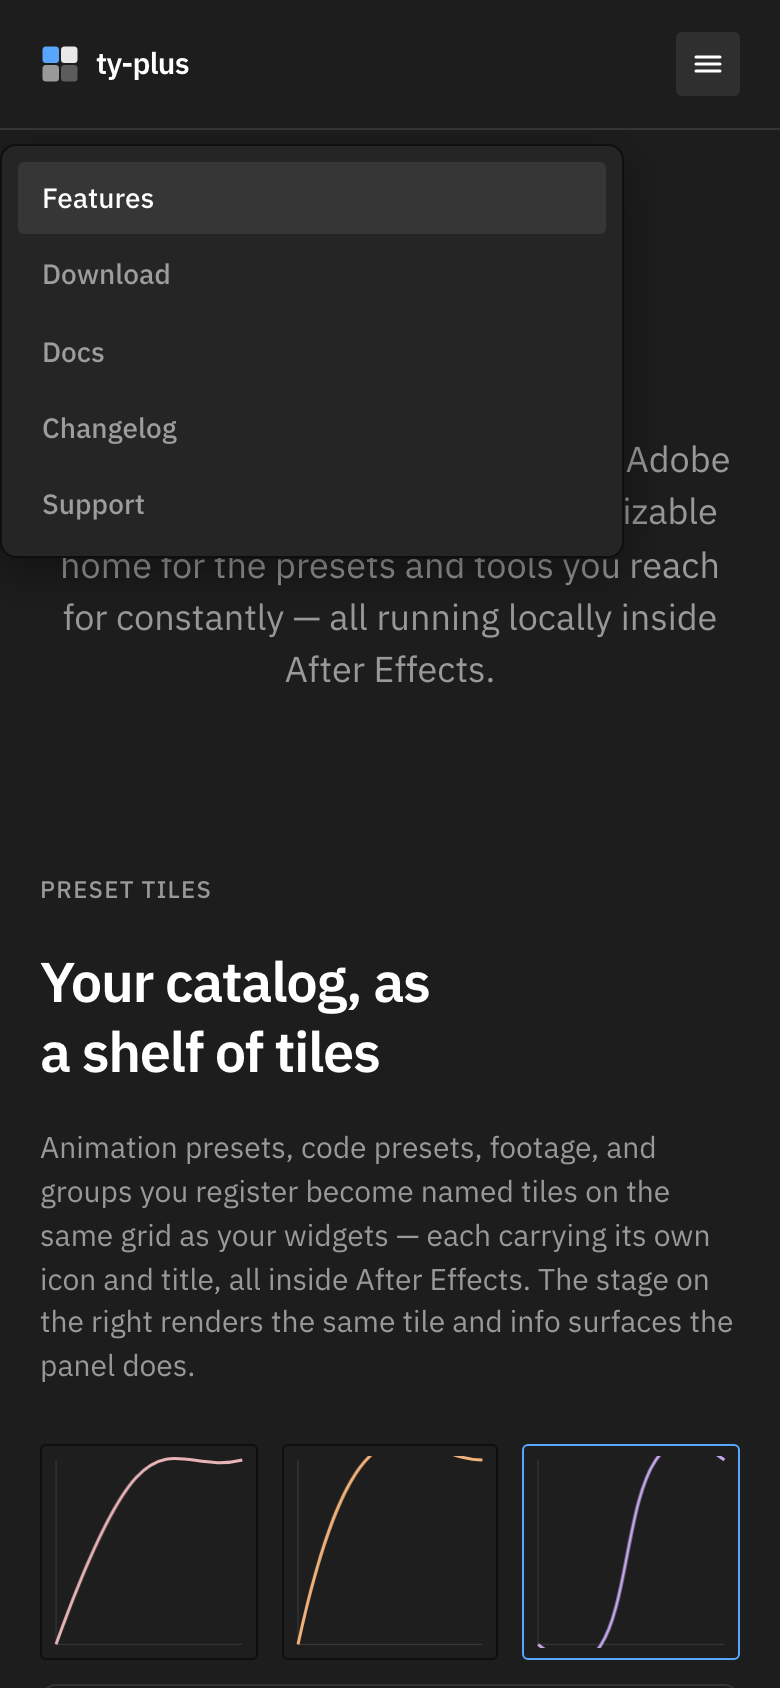 ty-plus
Features
Download
Docs
Changelog
Support
Adobe
izable
home for the presets and tools you reach
for constantly — all running locally inside
After Effects.
PRESET TILES
Your catalog, as
a shelf of tiles
Animation presets, code presets, footage, and
groups you register become named tiles on the
same grid as your widgets — each carrying its own
icon and title, all inside After Effects. The stage on
the right renders the same tile and info surfaces the
panel does.